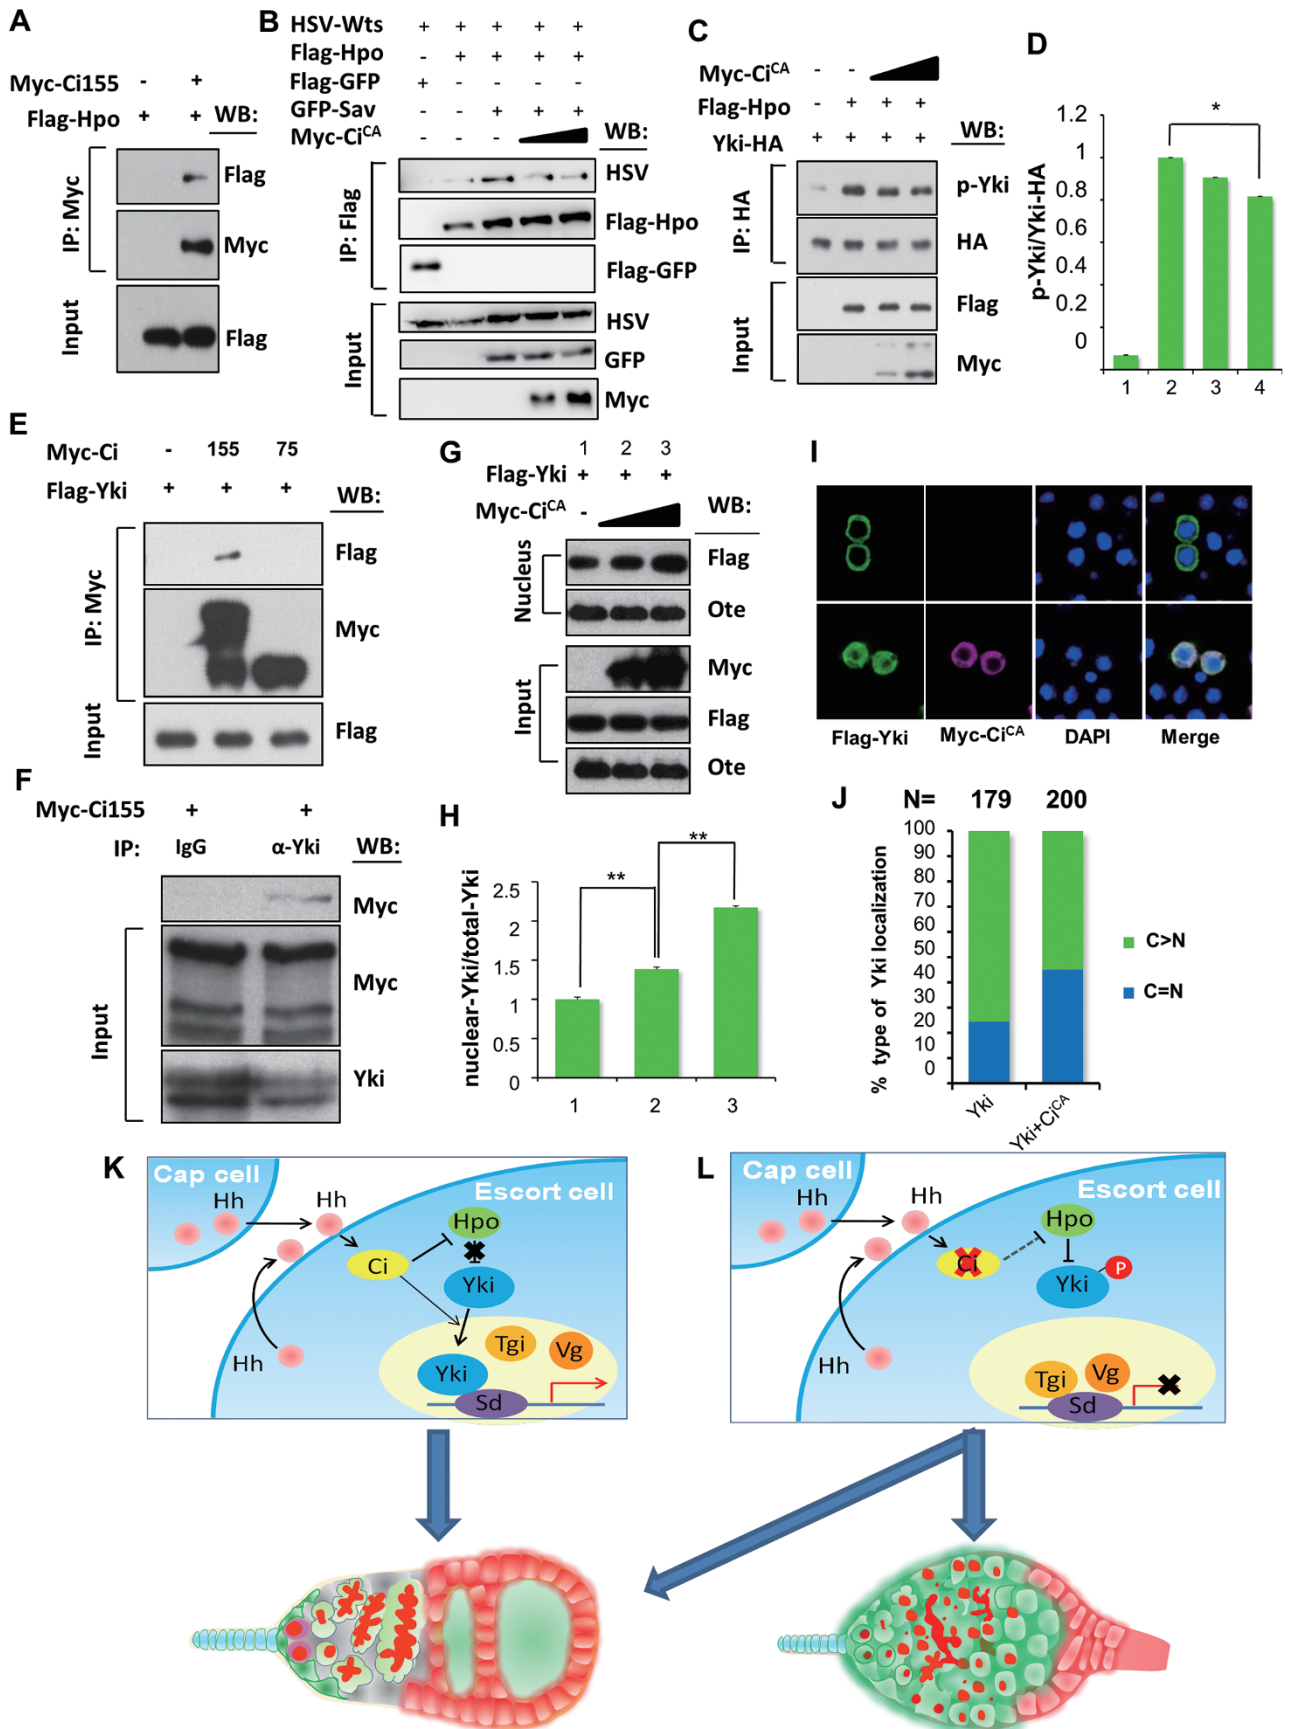 A
Myc-Ci155 - +
Flag-Hpo + + WB:
IP: Myc
Flag
Myc
Input
Flag
B
HSV-Wts + + + + +
Flag-Hpo - + + + +
Flag-GFP + - - - -
GFP-Sav - - + + +
Myc-CiCA - - - WB:
IP: Flag
HSV
Flag-Hpo
Flag-GFP
Input
HSV
GFP
Myc
C
Myc-CiCA - -
Flag-Hpo - + + +
Yki-HA + + + + WB:
IP: HA
p-Yki
HA
Input
Flag
Myc
D
p-Yki/Yki-HA
1.2
1
0.8
0.6
0.4
0.2
0
*
1 2 3 4
E
Myc-Ci - 155 75
Flag-Yki + + + WB:
IP: Myc
Flag
Myc
Input
Flag
F
Myc-Ci155 + +
IP: IgG α-Yki WB:
Myc
Input
Myc
Yki
G
1 2 3
Flag-Yki + + +
Myc-CiCA - WB:
Nucleus
Flag
Ote
Input
Myc
Flag
Ote
H
nuclear-Yki/total-Yki
2.5
2
1.5
1
0.5
0
** **
1 2 3
I
Flag-Yki Myc-CiCA DAPI Merge
J
N= 179 200
% type of Yki localization
100
90
80
70
60
50
40
30
20
10
0
Yki Yki+CiCA
C>N
C=N
K
Cap cell
Escort cell
Hh Hh
Hpo
Ci
Yki
Hh
Tgi Vg
Yki
Sd
L
Cap cell
Escort cell
Hh Hh
Hpo
Ci
P
Yki
Hh
Tgi Vg
Sd